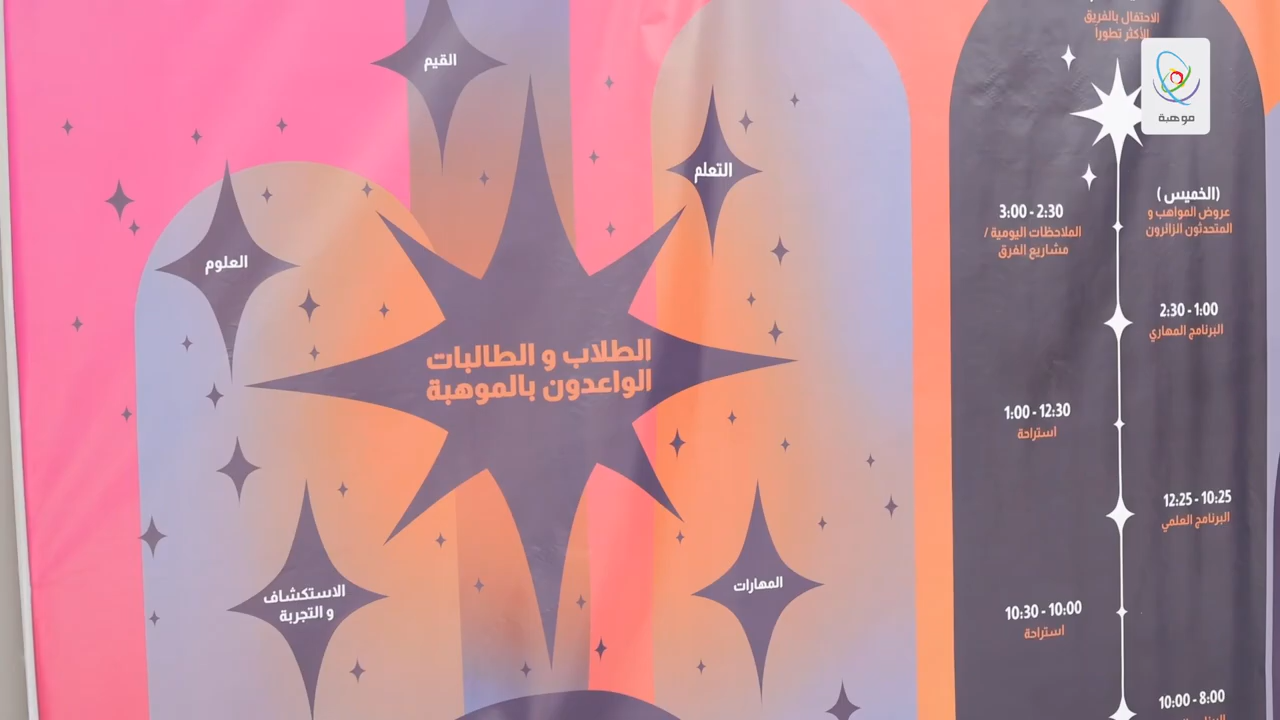 القيم
التعلم
العلوم
الطلاب و الطالبات
الواعدون بالموهبة
الاستكشاف
و التجربة
المهارات
الاحتفال بالفريق
الأكثر تطورا
موهبة
(الخميس )
عروض المواهب و
المتحدثون الزائرون
3:00 - 2:30
الملاحظات اليومية /
مشاريع الفرق
2:30 - 1:00
البرنامج المهاري
1:00 - 12:30
استراحة
12:25 - 10:25
البرنامج العلمي
10:30 - 10:00
استراحة
10:00 - 8:00